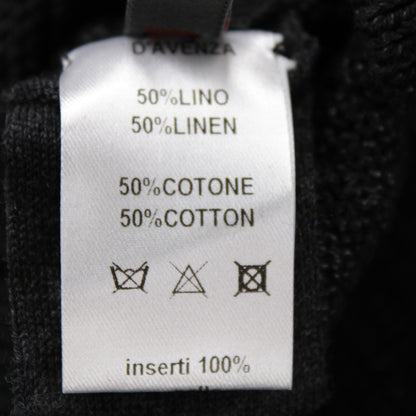 D'AVENZA
50%LINO
50%LINEN
50%COTONE
50%COTTON
inserti 100%